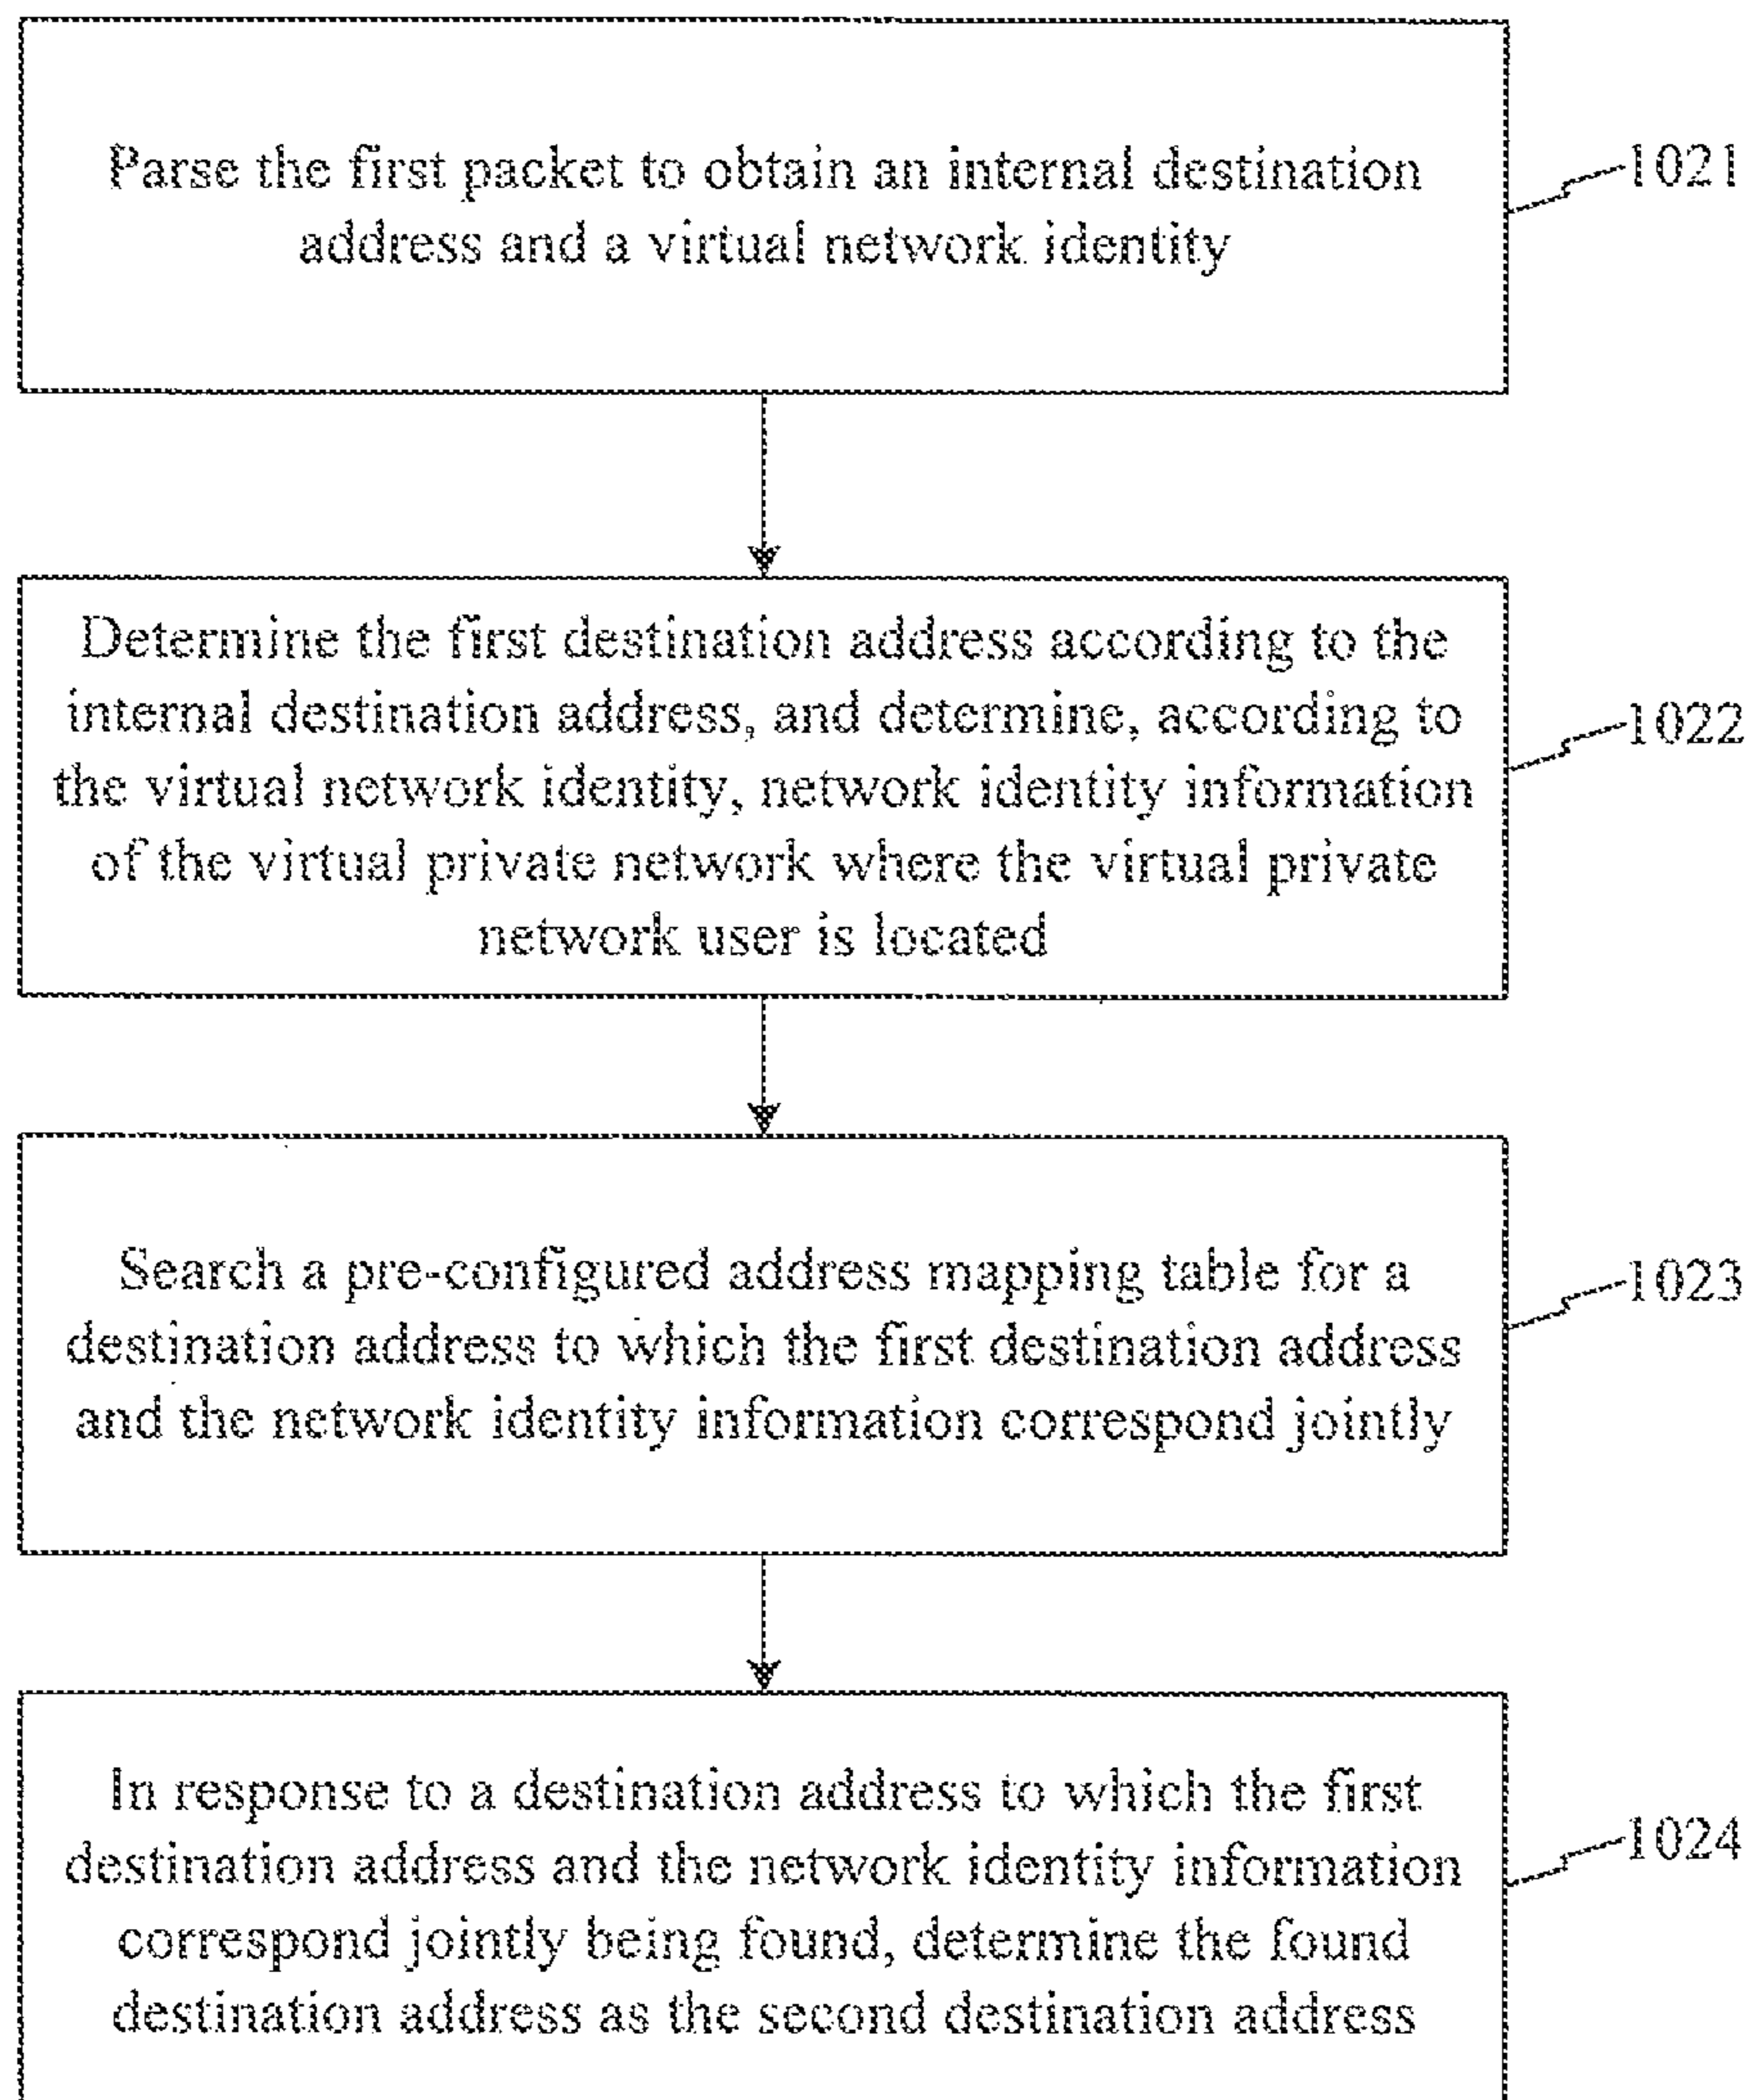 Parse the first packet to obtain an internal destination
address and a virtual network identity
1021
Determine the first destination address according to the
internal destination address, and determine, according to
the virtual network identity, network identity information
of the virtual private network where the virtual private
network user is located
1022
Search a pre-configured address mapping table for a
destination address to which the first destination address
and the network identity information correspond jointly
1023
In response to a destination address to which the first
destination address and the network identity information
correspond jointly being found, determine the found
destination address as the second destination address
1024